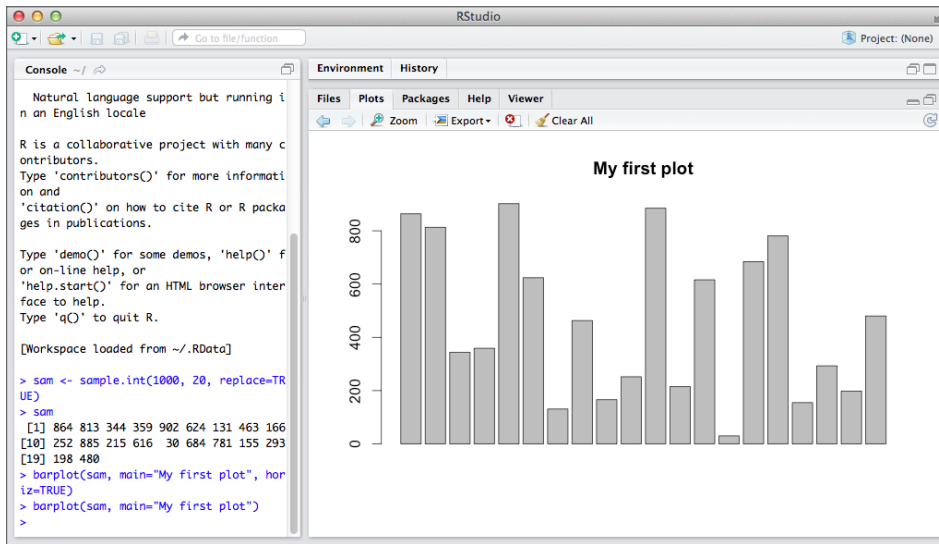 RStudio
Go to file/function
Project: (None)
Console ~/
Natural language support but running i
n an English locale
R is a collaborative project with many c
ontributors.
Type 'contributors()' for more informati
on and
'citation()' on how to cite R or R packa
ges in publications.
Type 'demo()' for some demos, 'help()' f
or on-line help, or
'help.start()' for an HTML browser inter
face to help.
Type 'q()' to quit R.
[Workspace loaded from ~/.RData]
> sam <- sample.int(1000, 20, replace=TR
UE)
> sam
[1] 864 813 344 359 902 624 131 463 166
[10] 252 885 215 616 30 684 781 155 293
[19] 198 480
> barplot(sam, main="My first plot", hor
iz=TRUE)
> barplot(sam, main="My first plot")
>
Environment History
Files Plots Packages Help Viewer
Zoom Export Clear All
My first plot
800
600
400
200
0